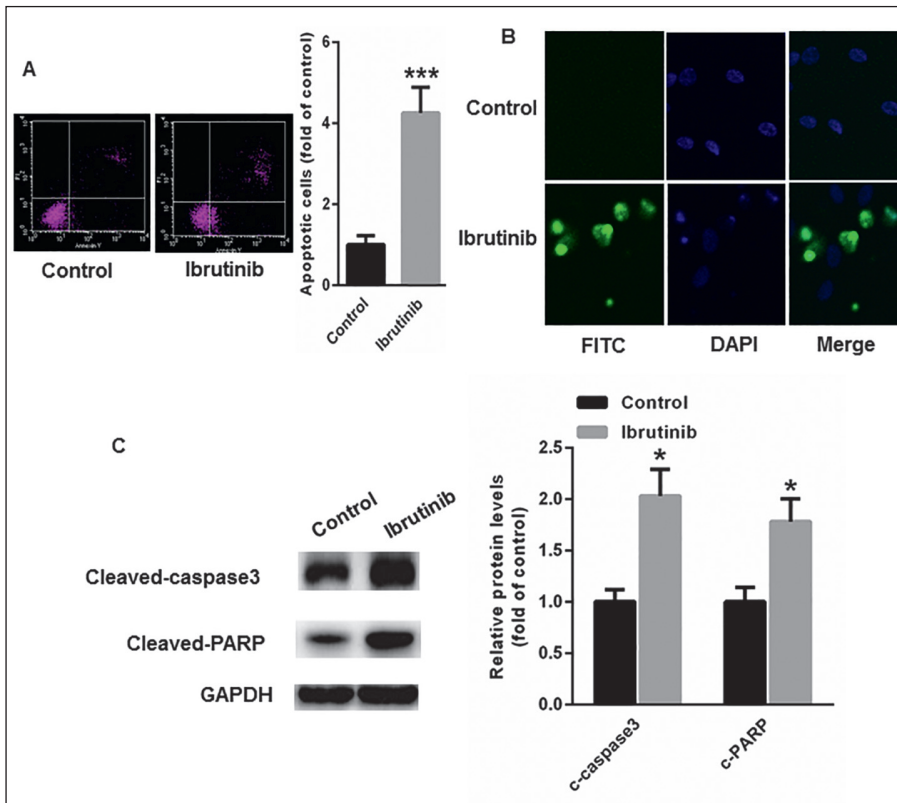 A
Control
Ibrutinib
Apoptotic cells (fold of control)
6
4
2
0
***
Control
Ibrutinib
B
Control
Ibrutinib
FITC
DAPI
Merge
C
Control
Ibrutinib
Cleaved-caspase3
Cleaved-PARP
GAPDH
Control
Ibrutinib
Relative protein levels
(fold of control)
2.5
2.0
1.5
1.0
0.5
0.0
*
*
c-caspase3
c-PARP